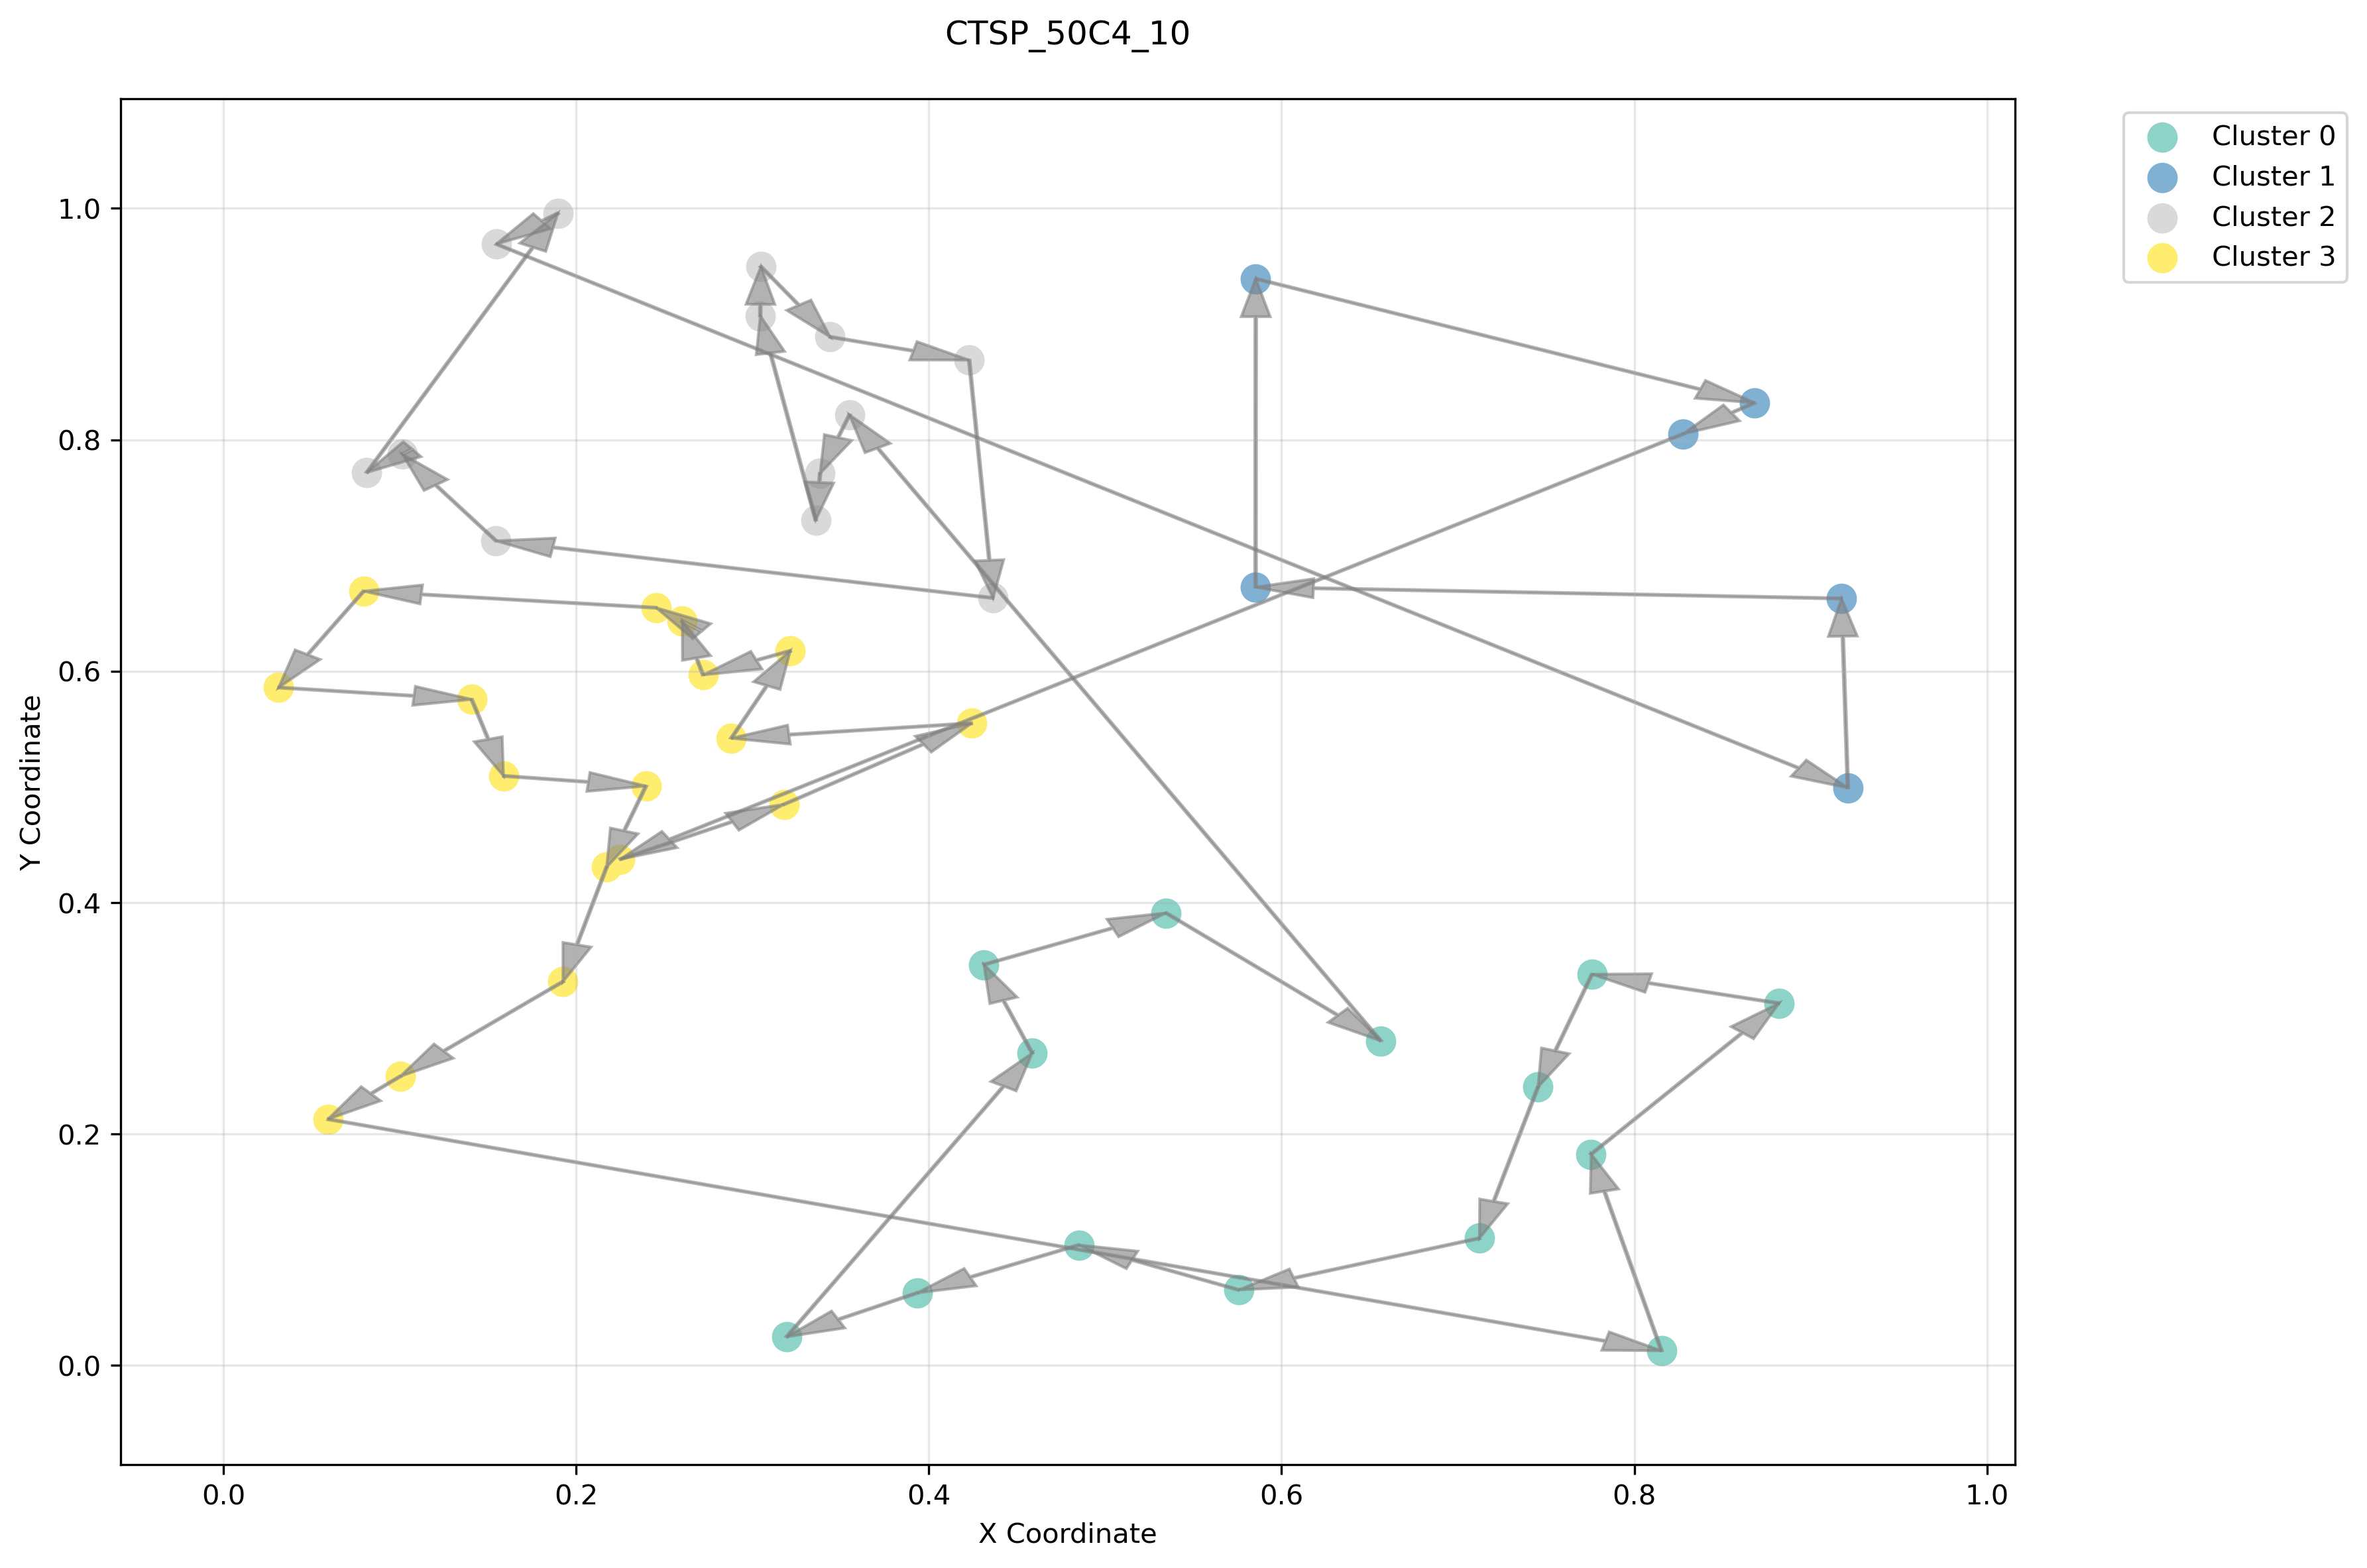 CTSP_50C4_10
Cluster 0
Cluster 1
Cluster 2
Cluster 3
Y Coordinate
1.0
0.8
0.6
0.4
0.2
0.0
0.0 0.2 0.4 0.6 0.8 1.0
X Coordinate